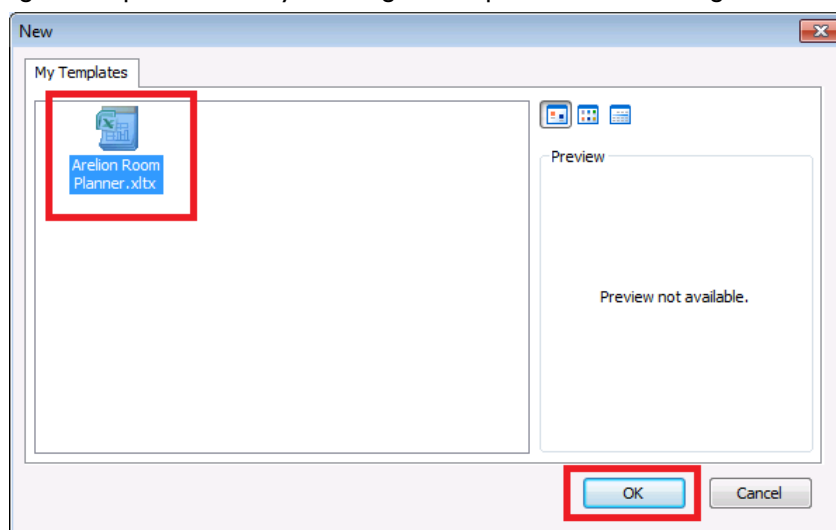 New
My Templates
Arelion Room
Planner.xltx
Preview
Preview not available.
OK
Cancel